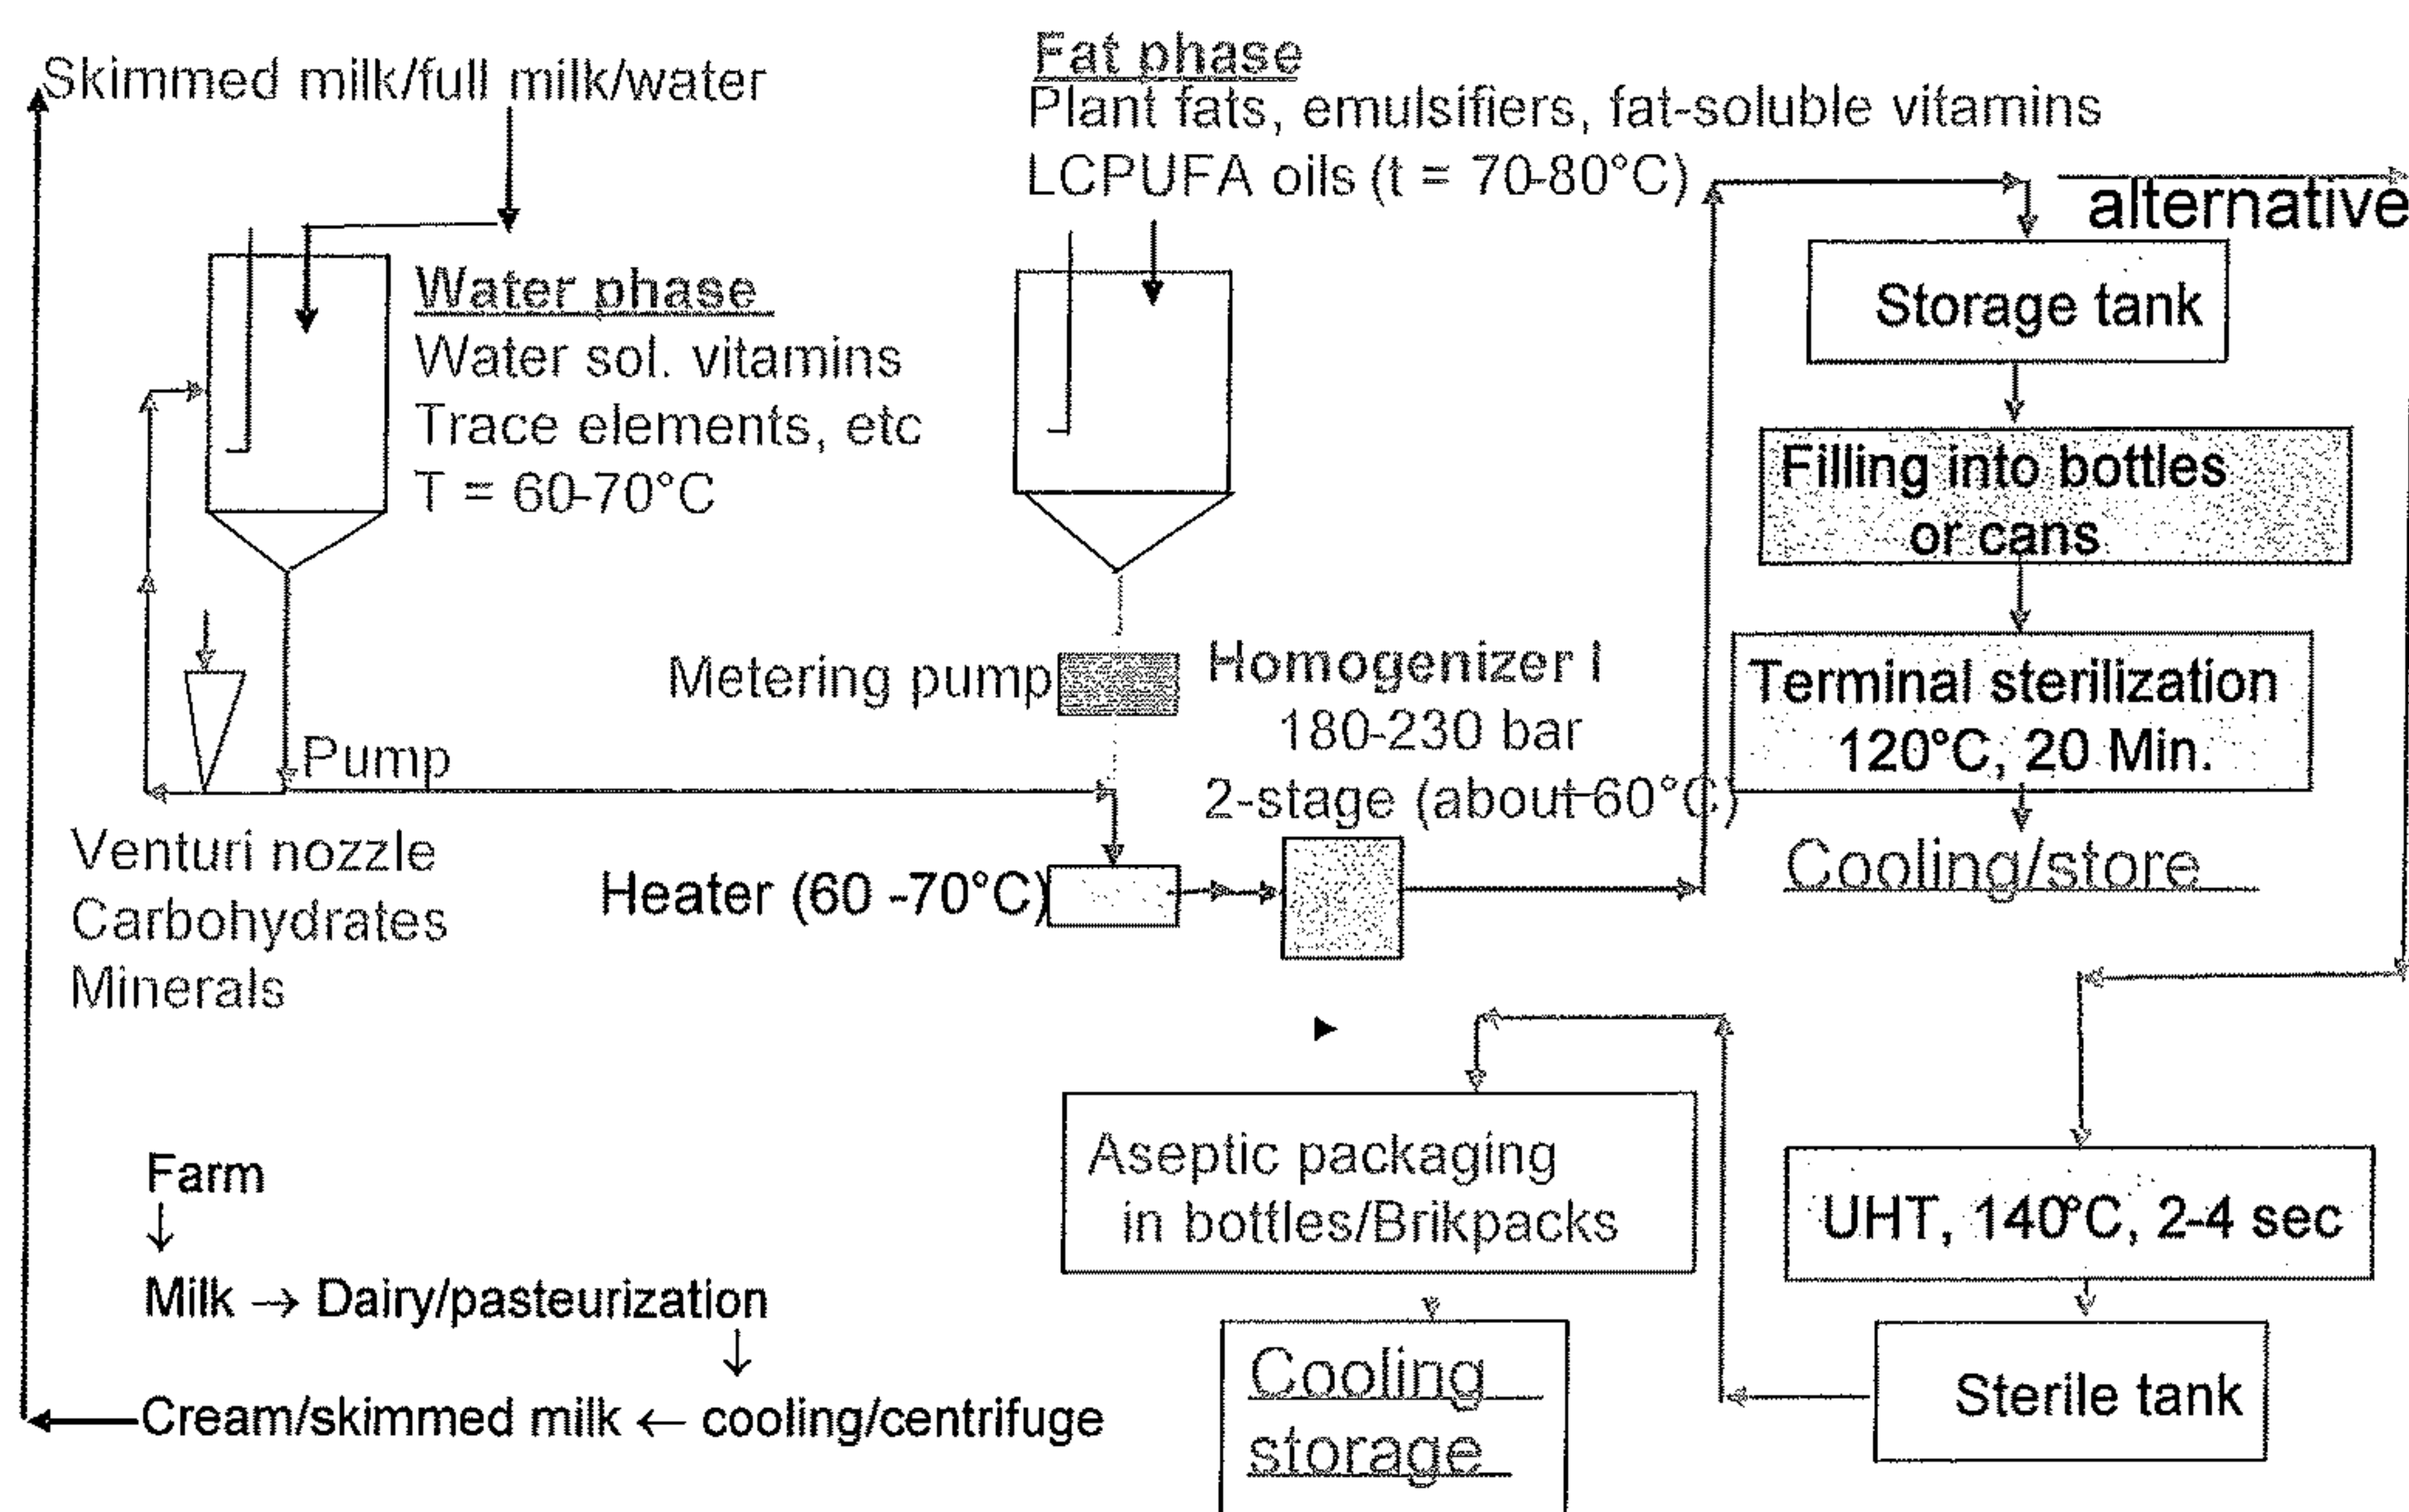 Skimmed milk/full milk/water
Fat phase
Plant fats, emulsifiers, fat-soluble vitamins
LCPUFA oils (t = 70-80°C)
alternative
Water phase
Water sol. vitamins
Trace elements, etc
T = 60-70°C
Storage tank
Filling into bottles
or cans
Metering pump
Homogenizer I
180-230 bar
2-stage (about 60°C)
Terminal sterilization
120°C, 20 Min.
Pump
Venturi nozzle
Carbohydrates
Minerals
Heater (60 -70°C)
Cooling/store
Aseptic packaging
in bottles/Brikpacks
UHT, 140°C, 2-4 sec
Sterile tank
Cooling
storage
Farm
↓
Milk → Dairy/pasteurization
↓
Cream/skimmed milk ← cooling/centrifuge